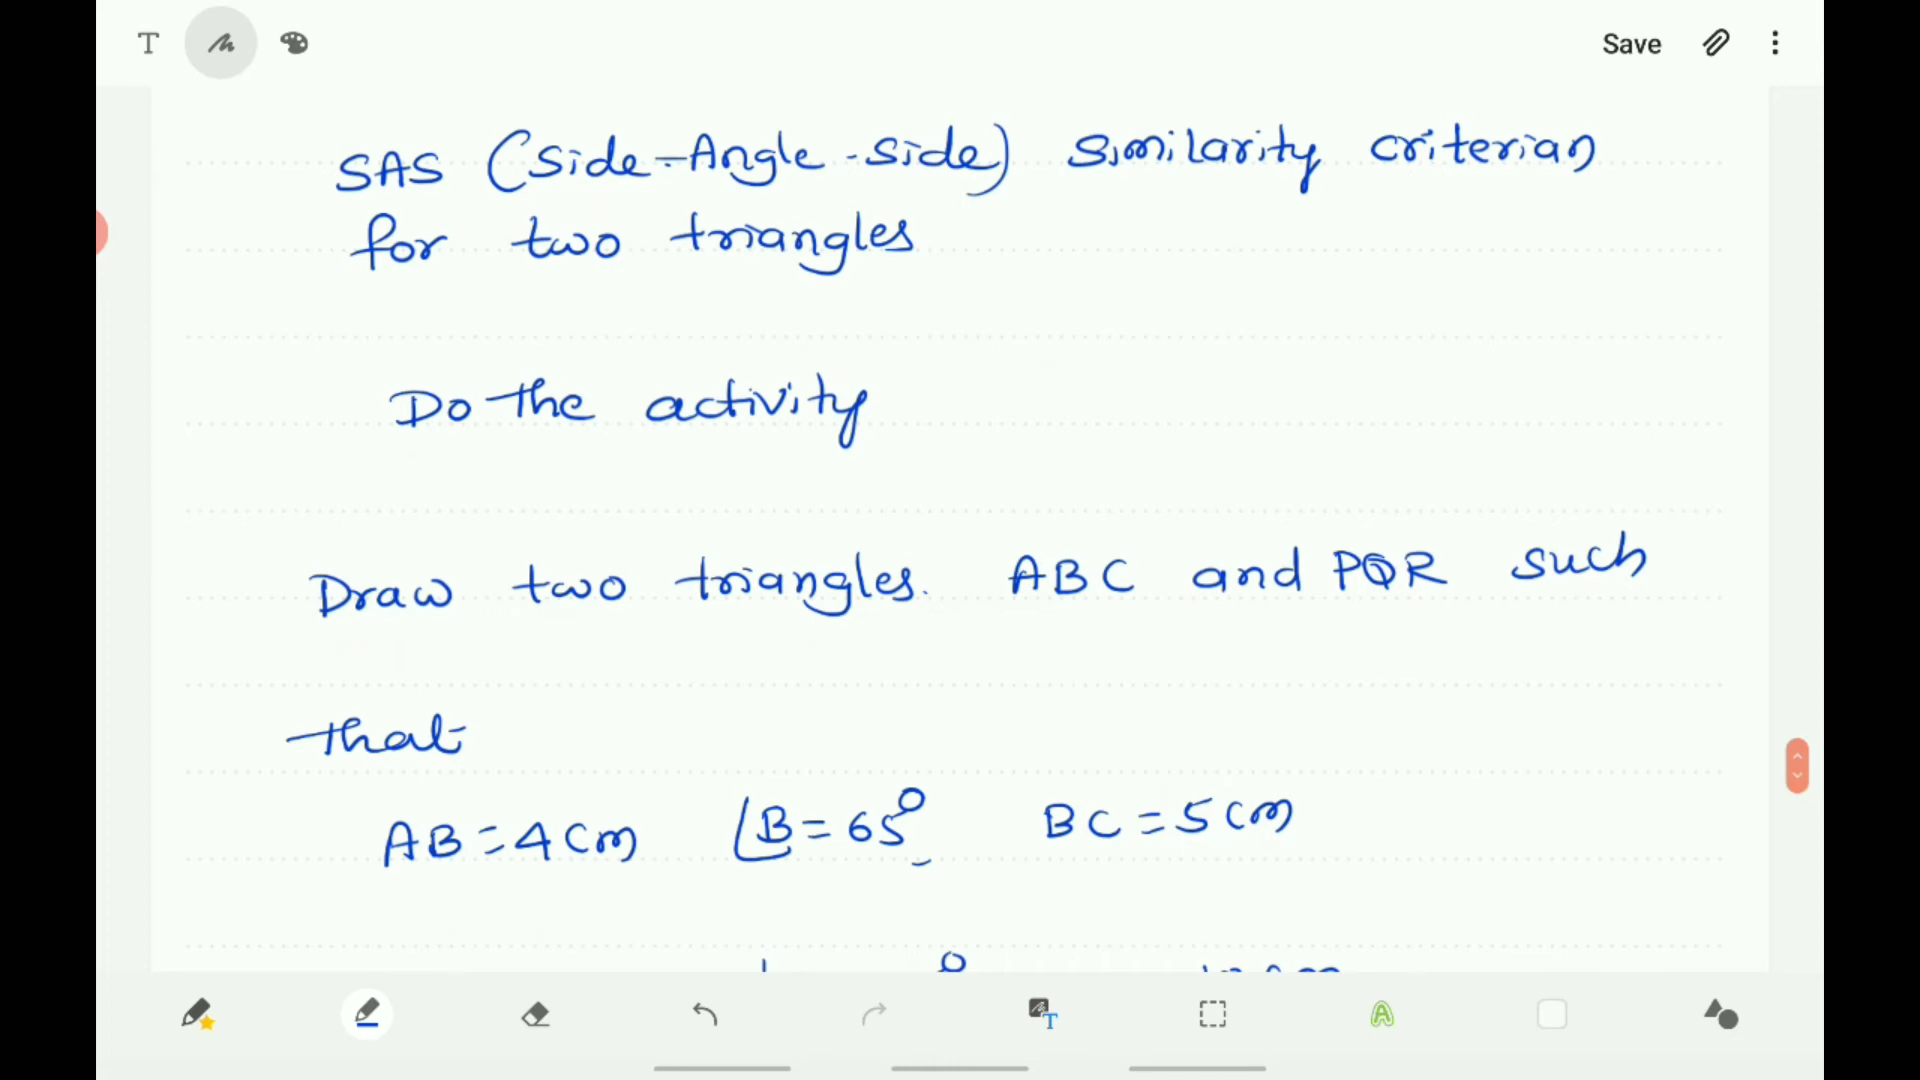 T Save
SAS (Side-Angle-Side) similarity criterian
for two triangles
Do the activity
Draw two triangles. ABC and PQR such
that
AB=4cm ∠B=65° BC=5cm